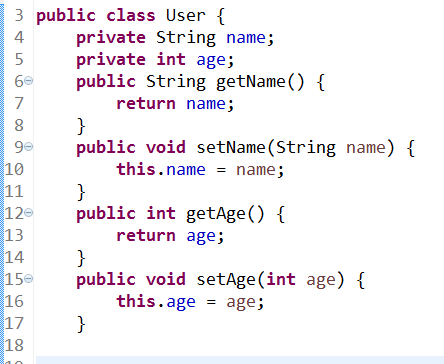 3 public class User {
4 private String name;
5 private int age;
6 public String getName() {
7 return name;
8 }
9 public void setName(String name) {
10 this.name = name;
11 }
12 public int getAge() {
13 return age;
14 }
15 public void setAge(int age) {
16 this.age = age;
17 }
18